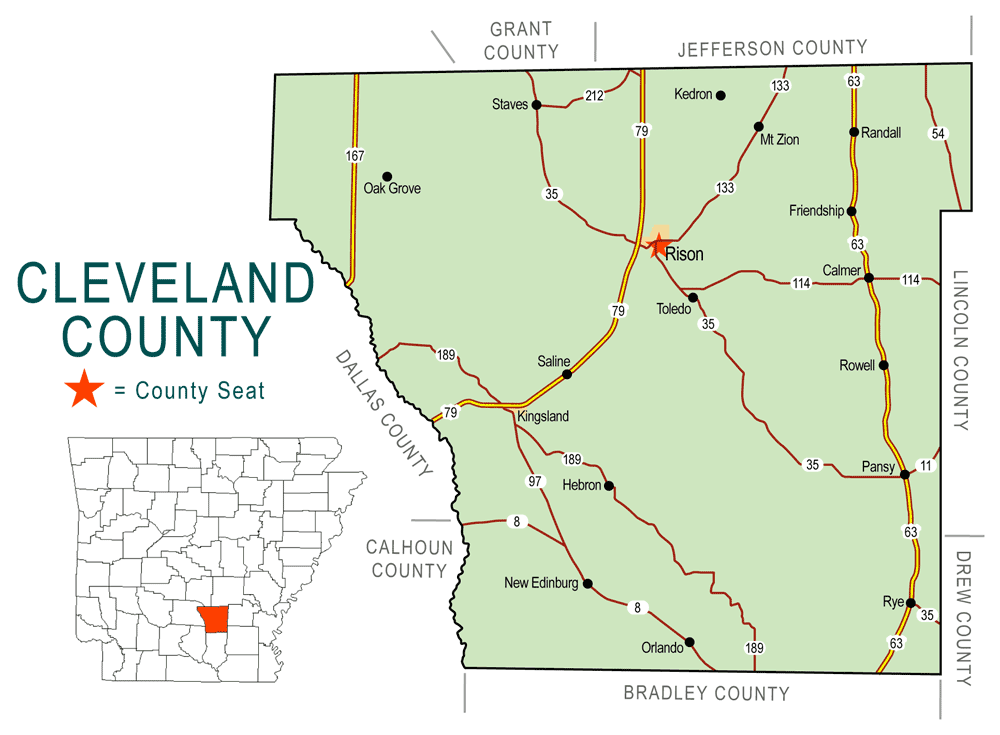 GRANT
COUNTY
JEFFERSON COUNTY
63
133
Kedron
212
Staves
79
Mt Zion
Randall
54
167
Oak Grove
35
133
Friendship
63
Rison
CLEVELAND
COUNTY
= County Seat
Calmer
114
114
Toledo
79
35
LINCOLN COUNTY
DALLAS COUNTY
189
Saline
Rowell
79
Kingsland
189
35
Pansy
11
97
Hebron
8
63
CALHOUN
COUNTY
DREW COUNTY
New Edinburg
8
Rye
35
Orlando
189
63
BRADLEY COUNTY